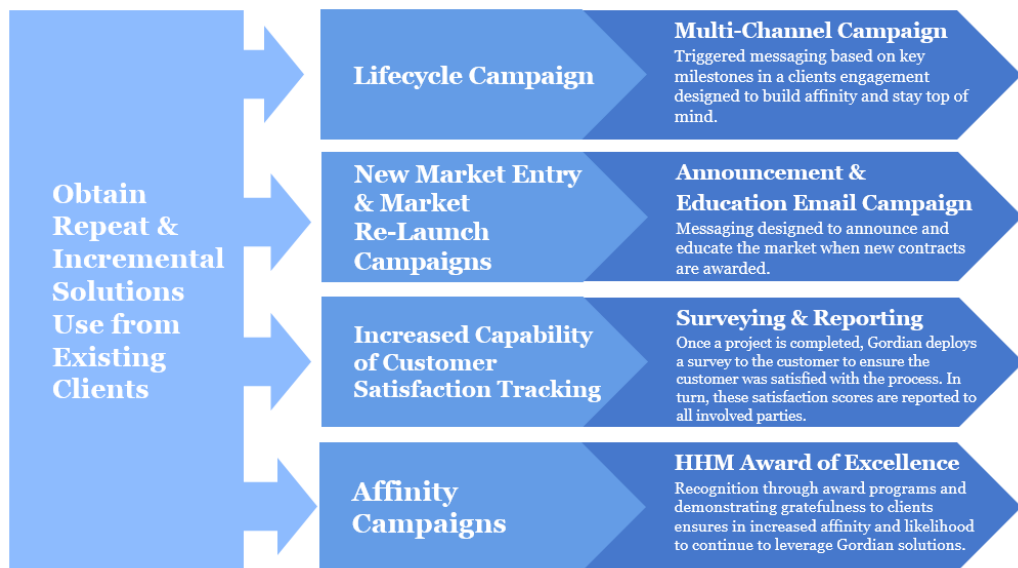 Obtain
Repeat &
Incremental
Solutions
Use from
Existing
Clients
Lifecycle Campaign
Multi-Channel Campaign
Triggered messaging based on key
milestones in a clients engagement
designed to build affinity and stay top of
mind.
New Market Entry
& Market
Re-Launch
Campaigns
Announcement &
Education Email Campaign
Messaging designed to announce and
educate the market when new contracts
are awarded.
Increased Capability
of Customer
Satisfaction Tracking
Surveying & Reporting
Once a project is completed, Gordian deploys
a survey to the customer to ensure the
customer was satisfied with the process. In
turn, these satisfaction scores are reported to
all involved parties.
Affinity
Campaigns
HHM Award of Excellence
Recognition through award programs and
demonstrating gratefulness to clients
ensures in increased affinity and likelihood
to continue to leverage Gordian solutions.